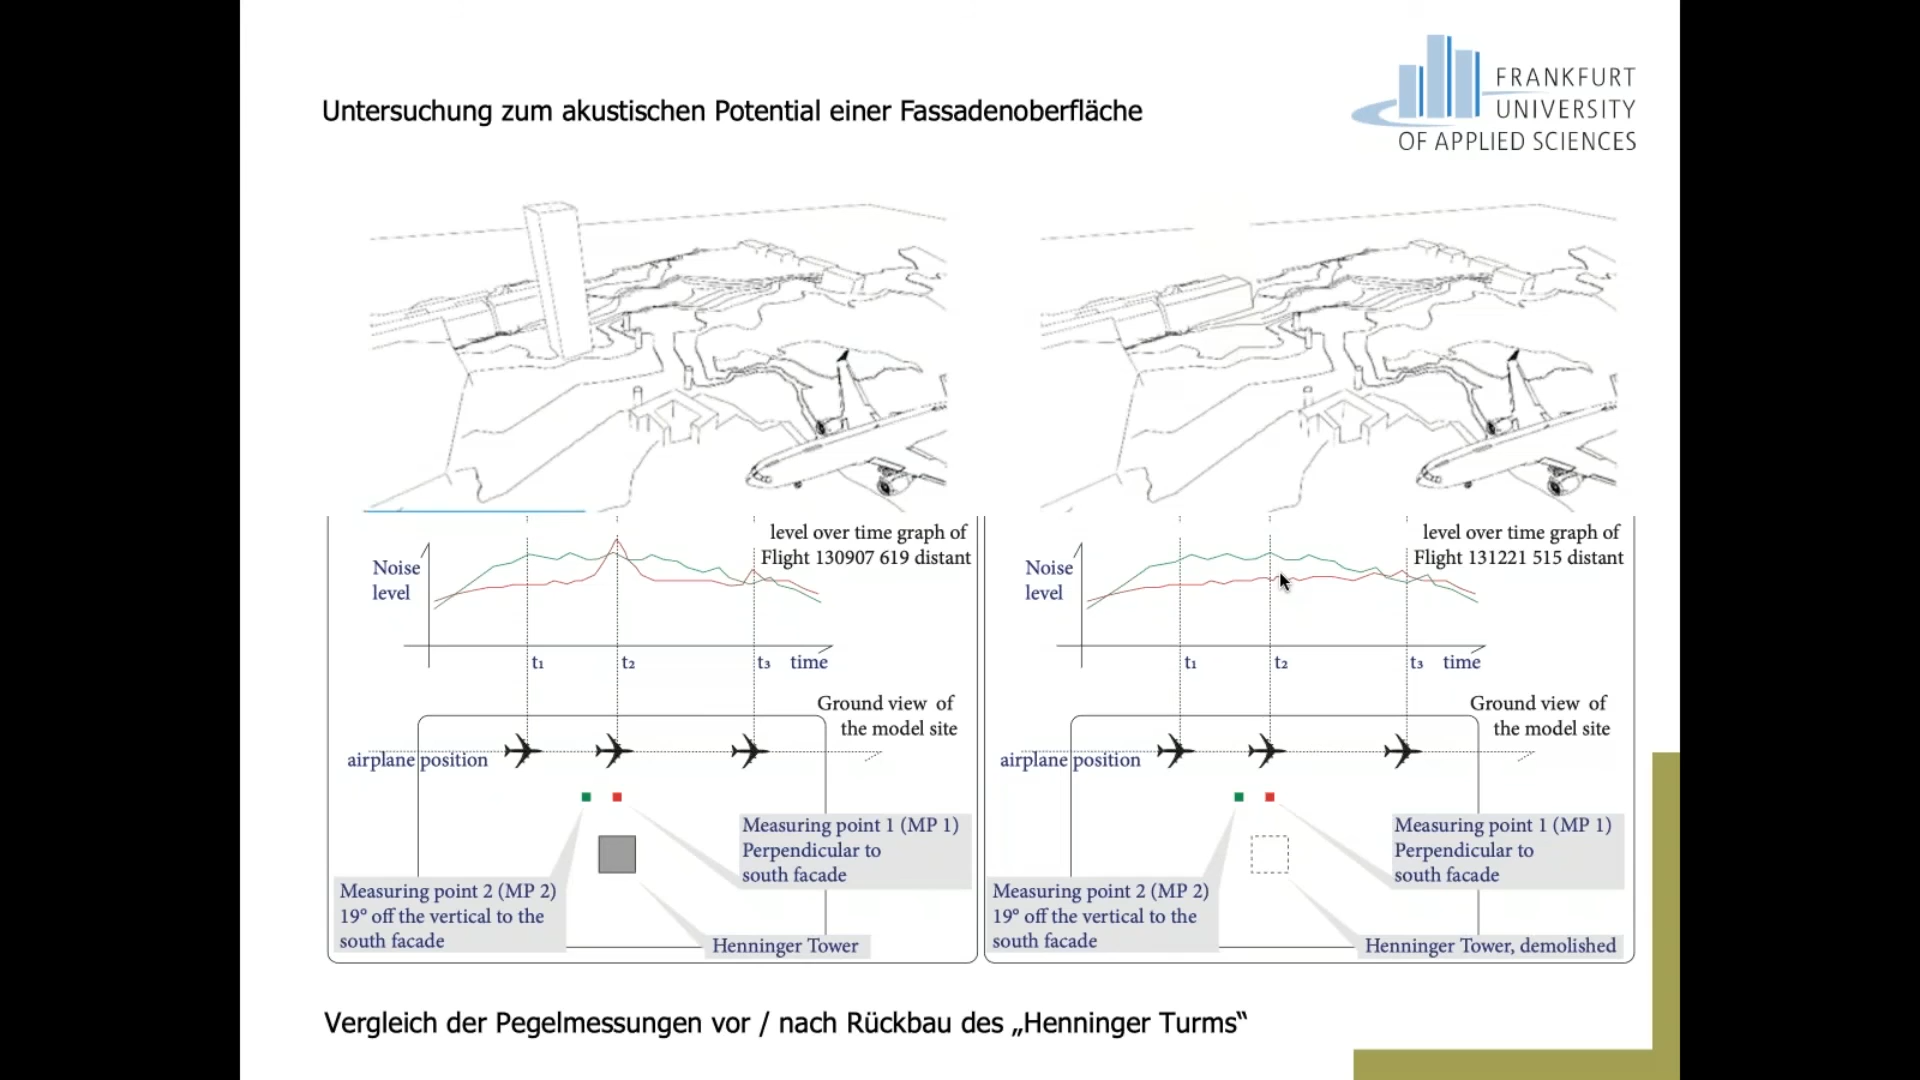 Untersuchung zum akustischen Potential einer Fassadenoberfläche
FRANKFURT
UNIVERSITY
OF APPLIED SCIENCES
level over time graph of
Flight 130907 619 distant
Noise
level
t₁
t₂
t₃
time
Ground view of
the model site
airplane position
Measuring point 1 (MP 1)
Perpendicular to
south facade
Measuring point 2 (MP 2)
19° off the vertical to the
south facade
Henninger Tower
level over time graph of
Flight 131221 515 distant
Noise
level
t₁
t₂
t₃
time
Ground view of
the model site
airplane position
Measuring point 1 (MP 1)
Perpendicular to
south facade
Measuring point 2 (MP 2)
19° off the vertical to the
south facade
Henninger Tower, demolished
Vergleich der Pegelmessungen vor / nach Rückbau des „Henninger Turms“